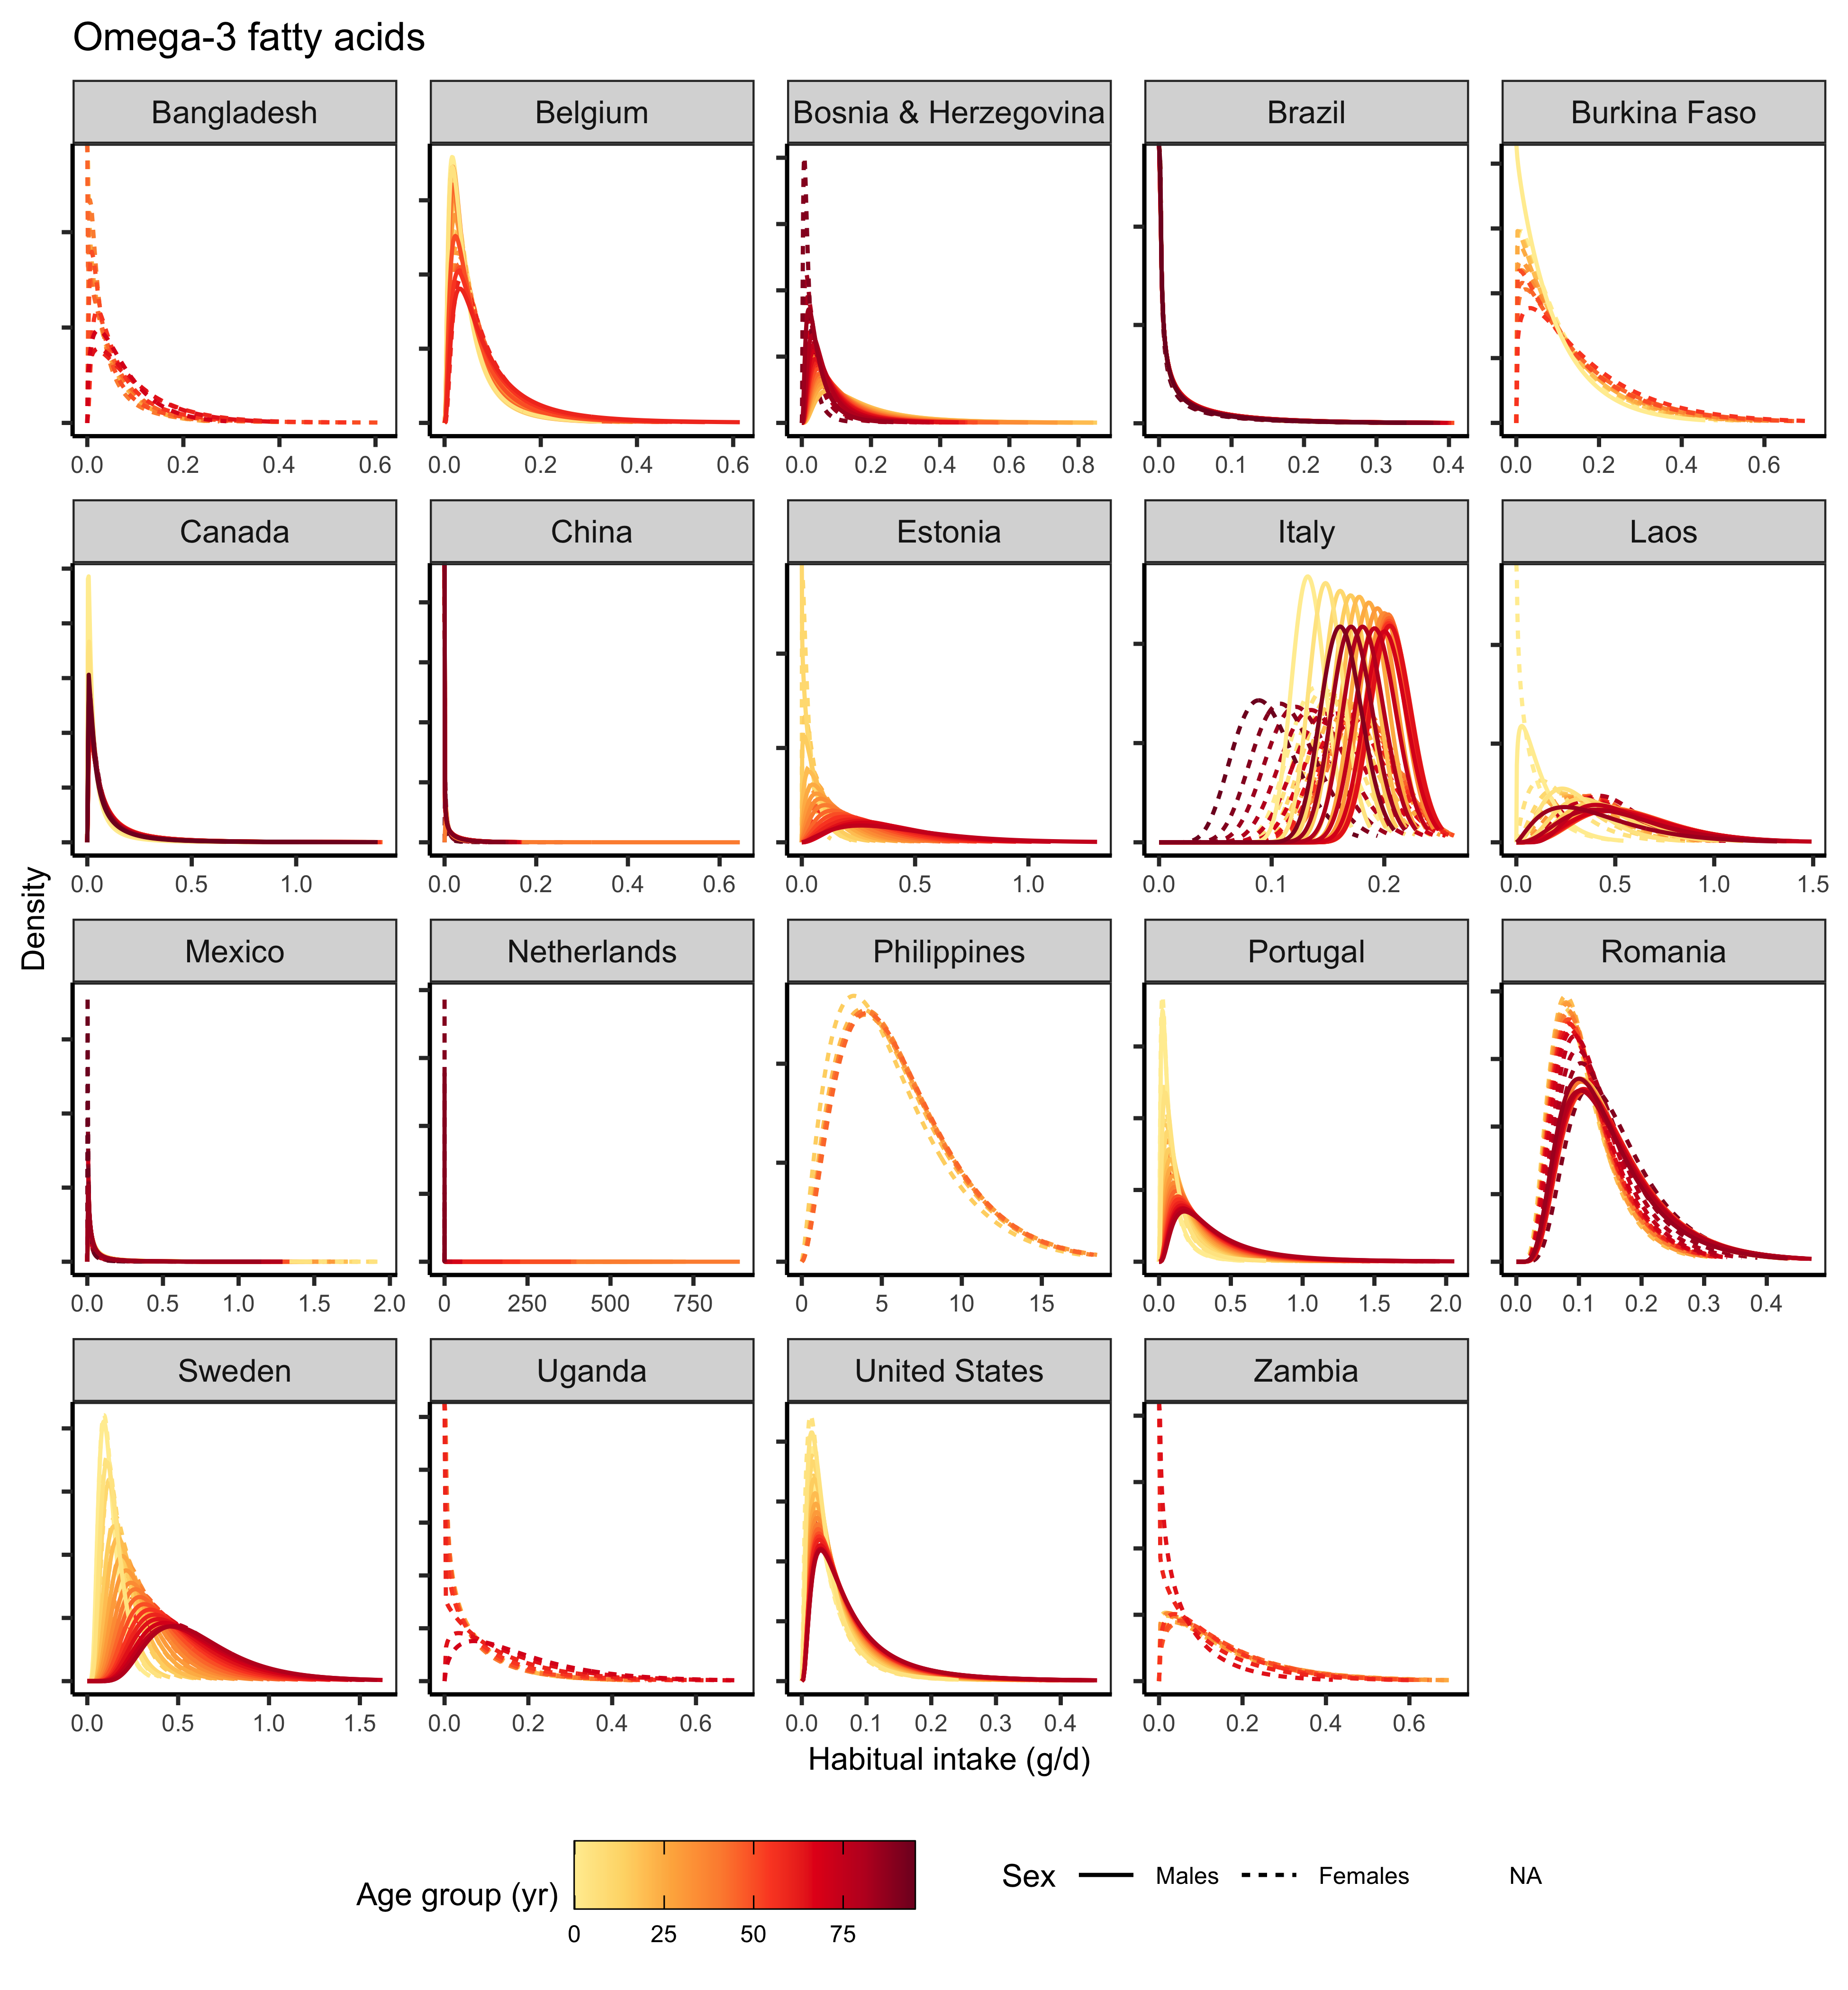 Omega-3 fatty acids
Bangladesh Belgium Bosnia & Herzegovina Brazil Burkina Faso
0.0 0.2 0.4 0.6 0.0 0.2 0.4 0.6 0.0 0.2 0.4 0.6 0.8 0.0 0.1 0.2 0.3 0.4 0.0 0.2 0.4 0.6
Canada China Estonia Italy Laos
0.0 0.5 1.0 0.0 0.2 0.4 0.6 0.0 0.5 1.0 0.0 0.1 0.2 0.0 0.5 1.0 1.5
Density
Mexico Netherlands Philippines Portugal Romania
0.0 0.5 1.0 1.5 2.0 0 250 500 750 0 5 10 15 0.0 0.5 1.0 1.5 2.0 0.0 0.1 0.2 0.3 0.4
Sweden Uganda United States Zambia
0.0 0.5 1.0 1.5 0.0 0.2 0.4 0.6 0.0 0.1 0.2 0.3 0.4 0.0 0.2 0.4 0.6
Habitual intake (g/d)
Age group (yr)
0 25 50 75
Sex Males Females NA